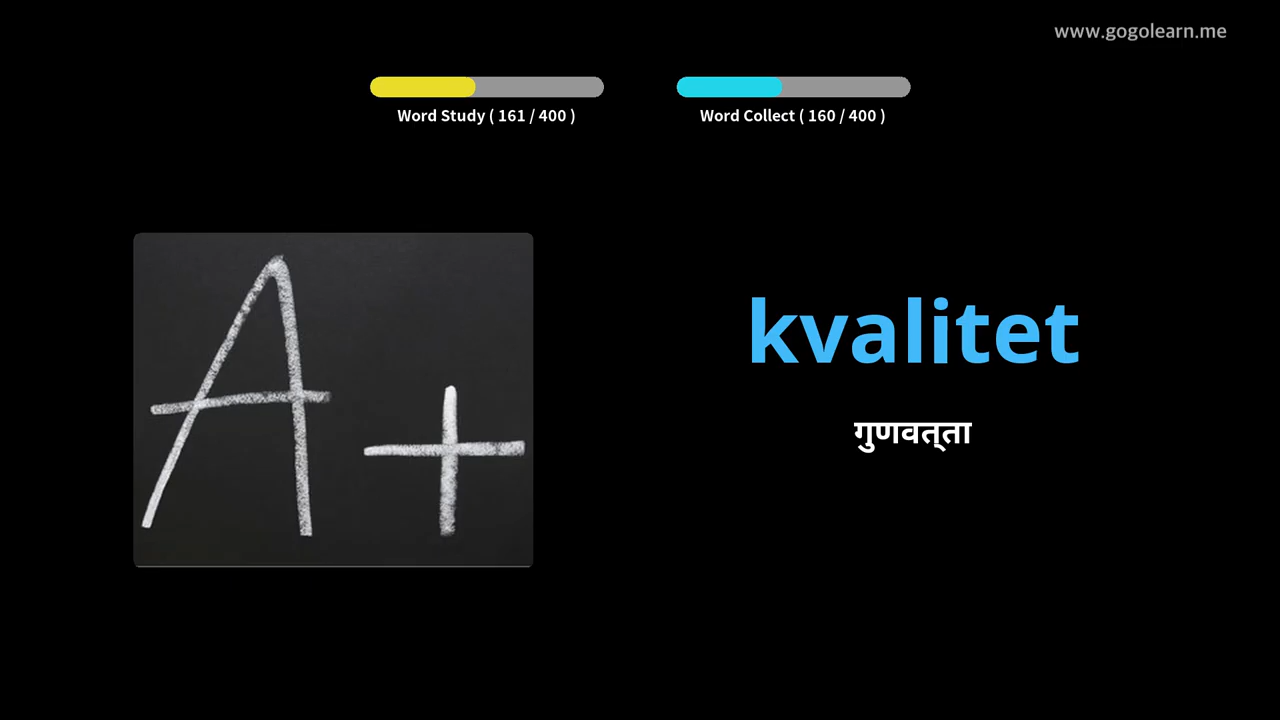 www.gogolearn.me
Word Study ( 161 / 400 )
Word Collect ( 160 / 400 )
A+
kvalitet
गुणवत्ता